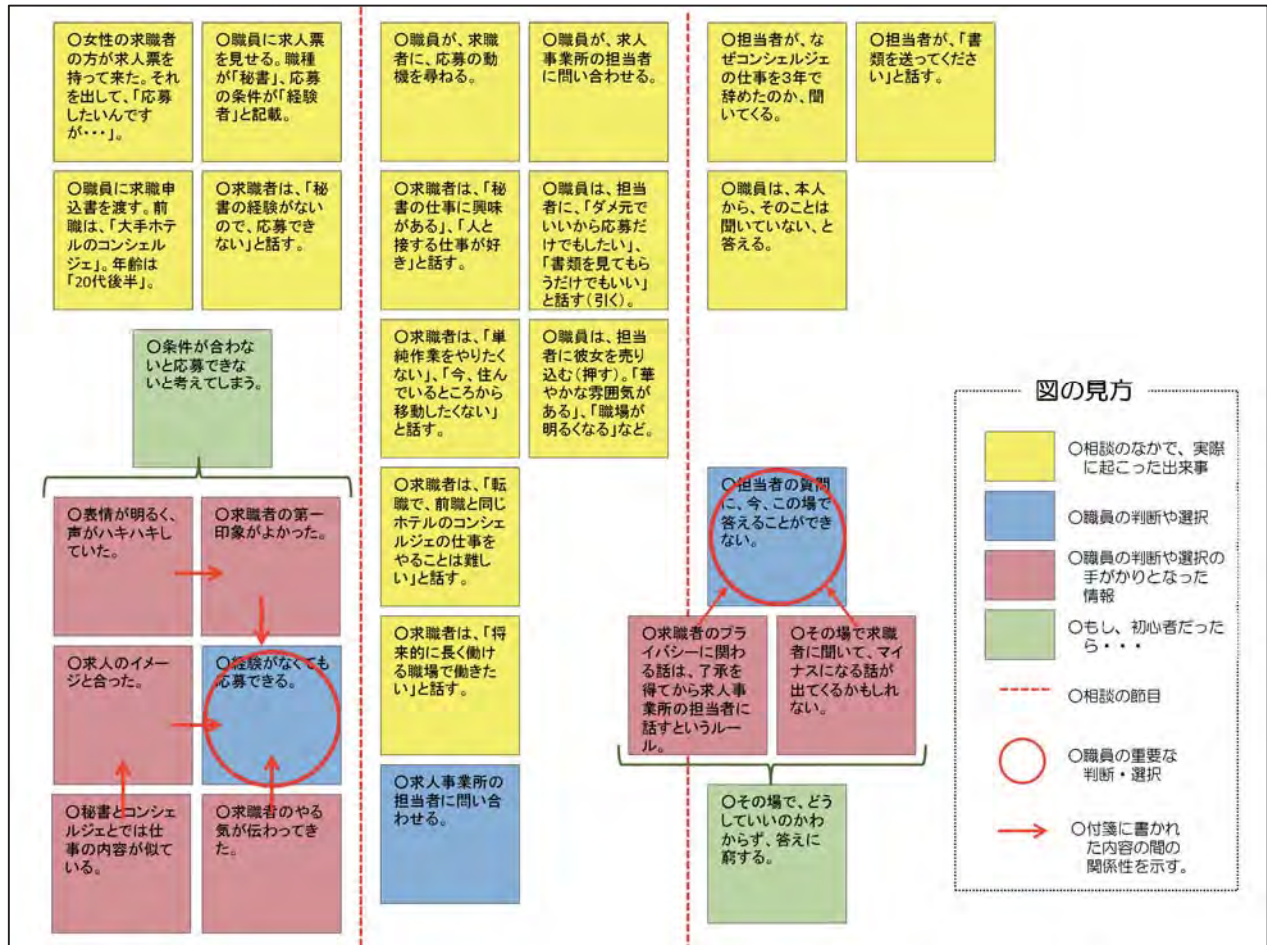 〇女性の求職者
の方が求人票を
持って来た。それ
を出して、「応募
したいんです
が・・・」。
〇職員に求人票
を見せる。職種
が「秘書」、応募
の条件が「経験
者」と記載。
〇職員に求職申
込書を渡す。前
職は、「大手ホテ
ルのコンシェル
ジェ」。年齢は
「20代後半」。
〇求職者は、「秘
書の経験がない
ので、応募でき
ない」と話す。
〇条件が合わな
いと応募できな
いと考えてしまう。
〇表情が明るく、
声がハキハキし
ていた。
〇求職者の第一
印象がよかった。
〇求人のイメー
ジと合った。
〇経験がなくても
応募できる。
〇秘書とコンシェ
ルジェとでは仕
事の内容が似て
いる。
〇求職者のやる
気が伝わってき
た。
〇職員が、求職
者に、応募の動
機を尋ねる。
〇職員が、求人
事業所の担当者
に問い合わせる。
〇求職者は、「秘
書の仕事に興味
がある」、「人と
接する仕事が好
き」と話す。
〇職員は、担当
者に、「ダメ元で
いいから応募だ
けでもしたい」、
「書類を見てもら
うだけでもいい」
と話す(引く)。
〇求職者は、「単
純作業をやりたく
ない」、「今、住ん
でいるところから
移動したくない」
と話す。
〇職員は、担当
者に彼女を売り
込む(押す)。「華
やかな雰囲気が
ある」、「職場が
明るくなる」など。
〇求職者は、「転
職で、前職と同じ
ホテルのコンシェ
ルジェの仕事を
やることは難し
い」と話す。
〇求職者は、「将
来的に長く働け
る職場で働きた
い」と話す。
〇求人事業所の
担当者に問い合
わせる。
〇担当者が、な
ぜコンシェルジェ
の仕事を3年で
辞めたのか、聞
いてくる。
〇担当者が、「書
類を送ってくださ
い」と話す。
〇職員は、本人
から、そのことは
聞いていない、と
答える。
〇担当者の質問
に、今、この場で
答えることができ
ない。
〇求職者のプラ
イバシーに関わ
る話は、了承を
得てから求人事
業所の担当者に
話すというルー
ル。
〇その場で求職
者に聞いて、マイ
ナスになる話が
出てくるかもしれ
ない。
〇その場で、どう
していいのかわ
からず、答えに
窮する。
図の見方
〇相談のなかで、実際
に起こった出来事
〇職員の判断や選択
〇職員の判断や選択の
手がかりとなった
情報
〇もし、初心者だった
ら・・・
〇相談の節目
〇職員の重要な
判断・選択
〇付箋に書かれ
た内容の間の
関係性を示す。